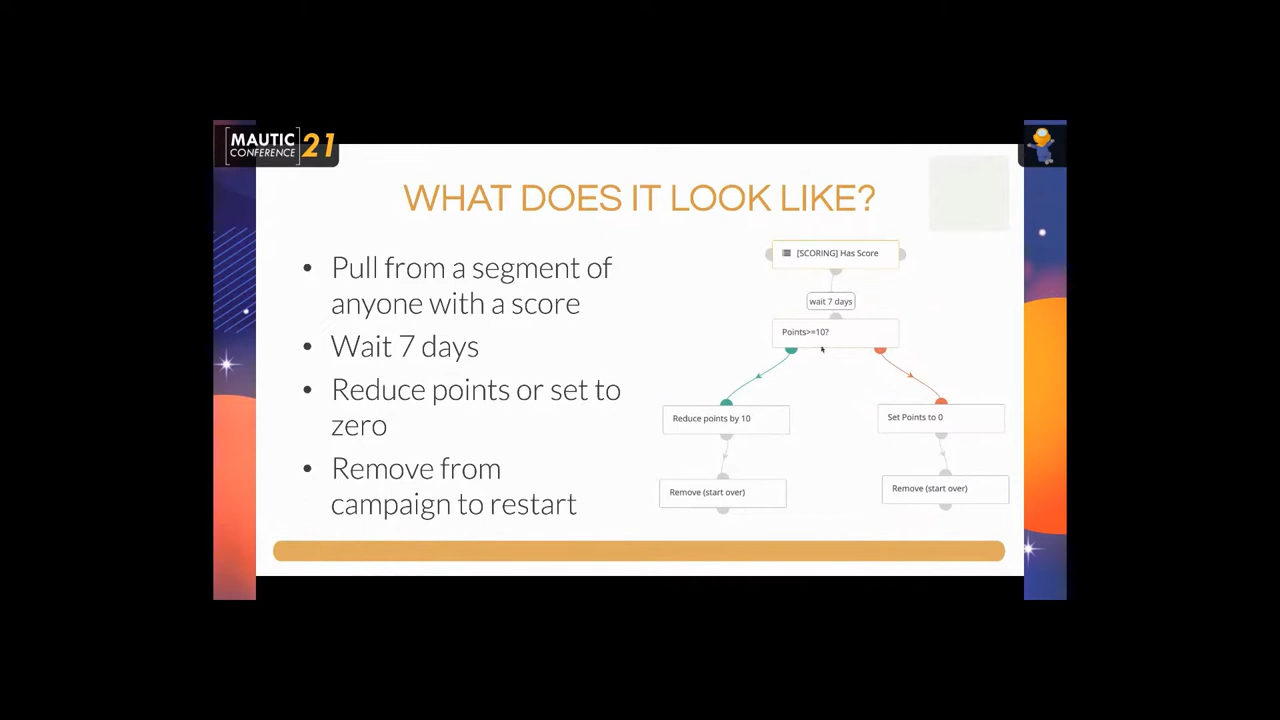 MAUTIC
CONFERENCE 21
WHAT DOES IT LOOK LIKE?
• Pull from a segment of
anyone with a score
• Wait 7 days
• Reduce points or set to
zero
• Remove from
campaign to restart
[SCORING] Has Score
wait 7 days
Points>=10?
Reduce points by 10
Set Points to 0
Remove (start over)
Remove (start over)